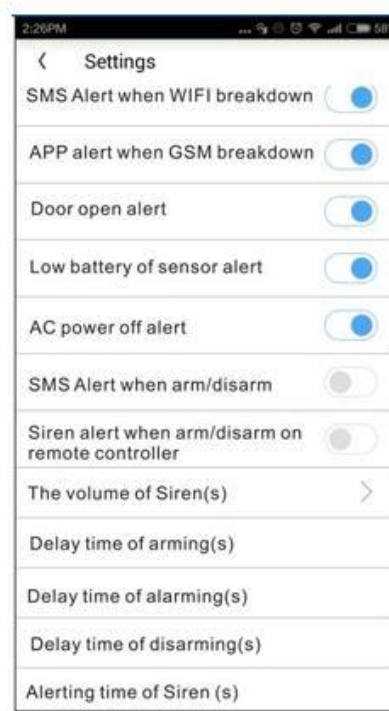 2:26PM
Settings
SMS Alert when WIFI breakdown
APP alert when GSM breakdown
Door open alert
Low battery of sensor alert
AC power off alert
SMS Alert when arm/disarm
Siren alert when arm/disarm on
remote controller
The volume of Siren(s)
Delay time of arming(s)
Delay time of alarming(s)
Delay time of disarming(s)
Alerting time of Siren (s)